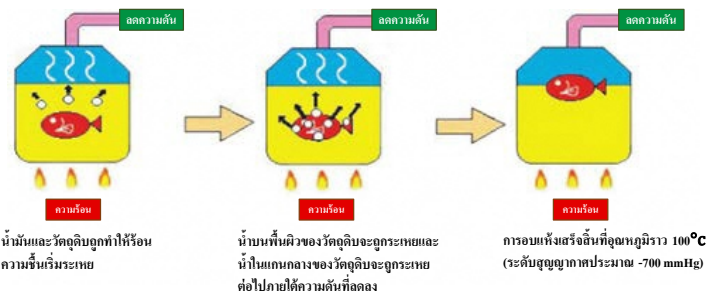 ลดความดัน
ลดความดัน
ลดความดัน
ความร้อน
ความร้อน
ความร้อน
น้ำมันและวัตถุดิบถูกทำให้ร้อน
ความชื้นเริ่มระเหย
น้ำบนพื้นผิวของวัตถุดิบจะถูกระเหยและ
น้ำในแกนกลางของวัตถุดิบจะถูกระเหย
ต่อไปภายใต้ความดันที่ลดลง
การอบแห้งเสร็จสิ้นที่อุณหภูมิราว 100°C
(ระดับสุญญากาศประมาณ -700 mmHg)